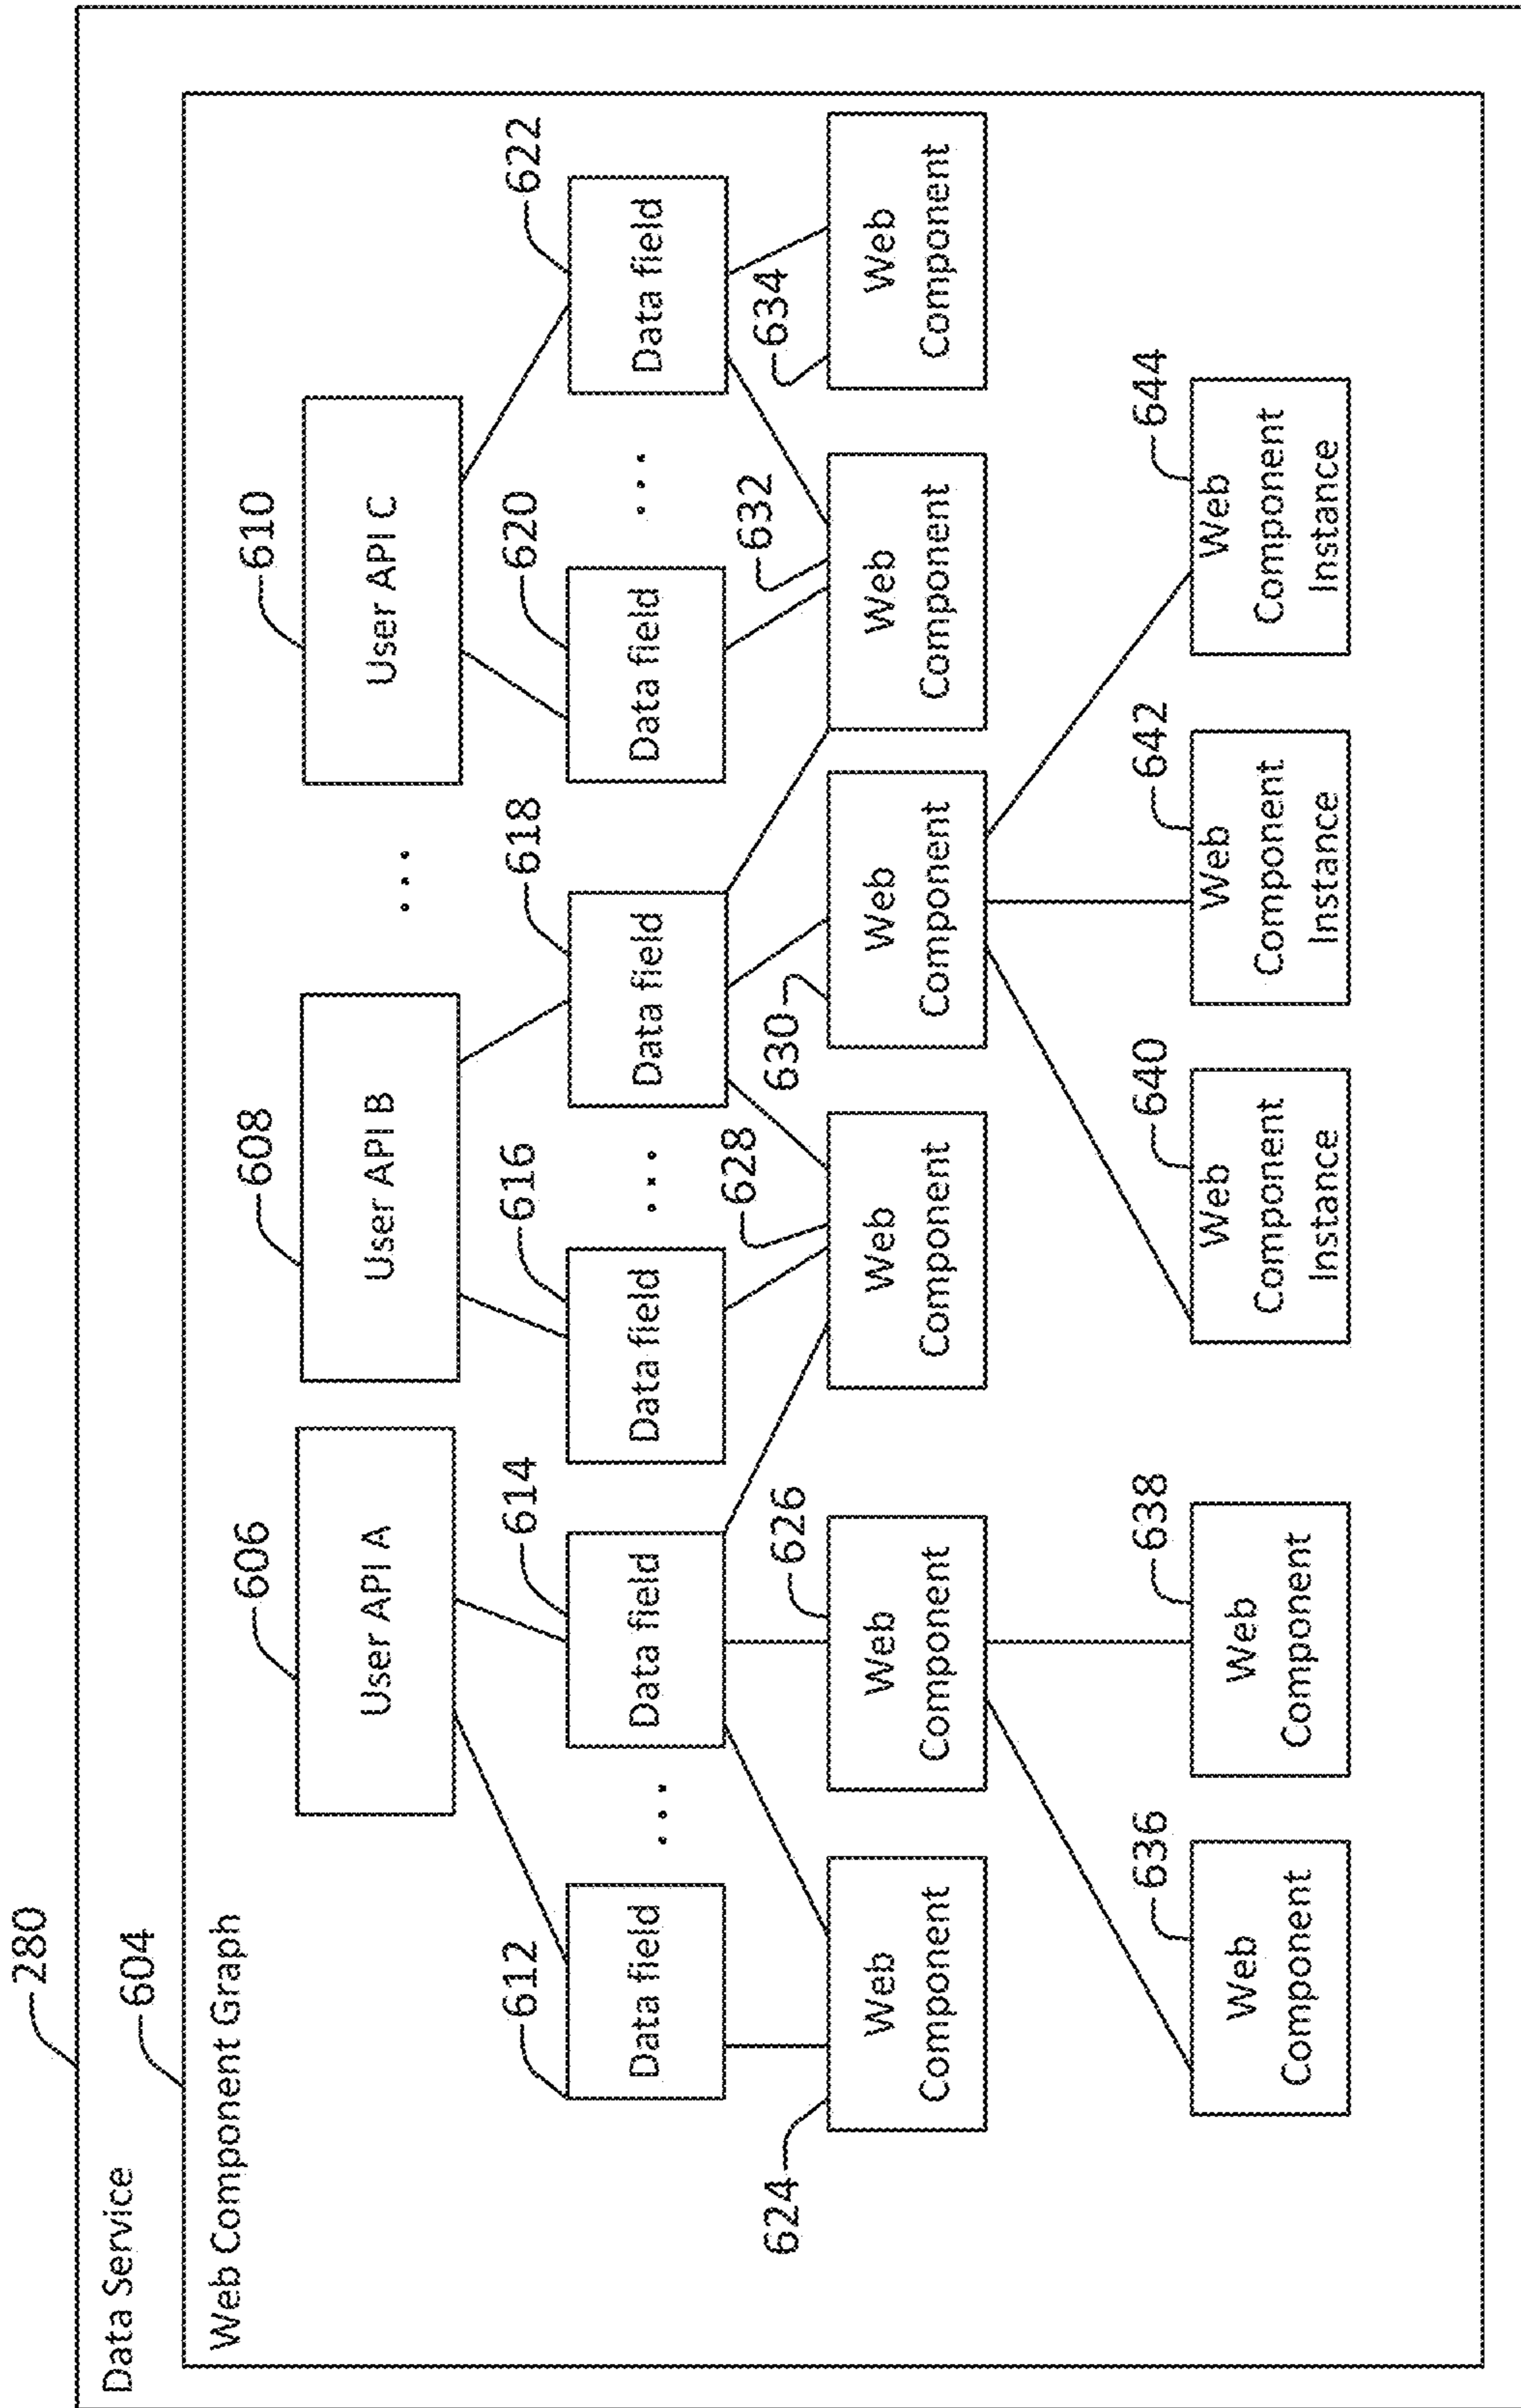 280
Data Service
604
Web Component Graph
606
608
610
User API A
User API B
...
User API C
612
614
616
618
620
622
Data field
...
Data field
Data field
...
Data field
Data field
...
Data field
624
626
628
630
632
634
Web
Component
Web
Component
Web
Component
Web
Component
Web
Component
Web
Component
636
638
640
642
644
Web
Component
Web
Component
Web
Component
Instance
Web
Component
Instance
Web
Component
Instance